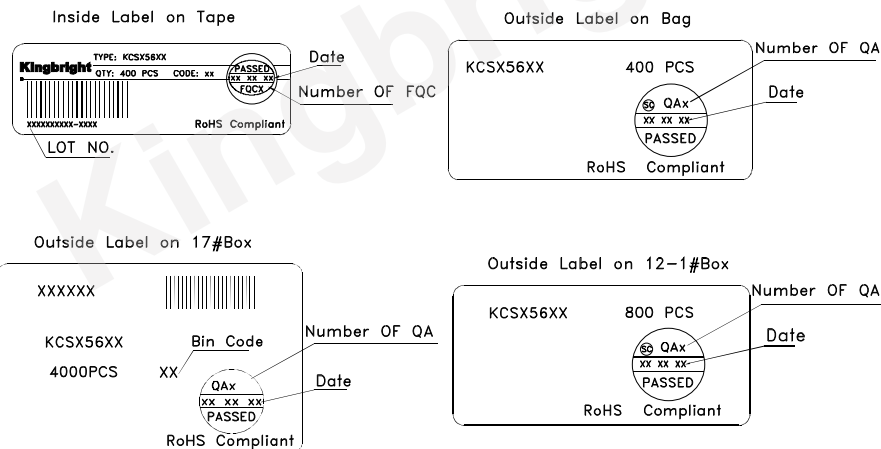 Inside Label on Tape
Kingbright
TYPE: KCSX56XX
QTY: 400 PCS CODE: XX
PASSED
XX XX XX
FQCX
XXXXXXXXXX-XXXX
RoHS Compliant
Date
Number OF FQC
LOT NO.
Outside Label on Bag
KCSX56XX 400 PCS
SC QAx
XX XX XX
PASSED
RoHS Compliant
Number OF QA
Date
Outside Label on 17#Box
XXXXXX
KCSX56XX
4000PCS XX
Bin Code
QAx
XX XX XX
PASSED
RoHS Compliant
Number OF QA
Date
Outside Label on 12-1#Box
KCSX56XX 800 PCS
SC QAx
XX XX XX
PASSED
RoHS Compliant
Number OF QA
Date
Kingbright